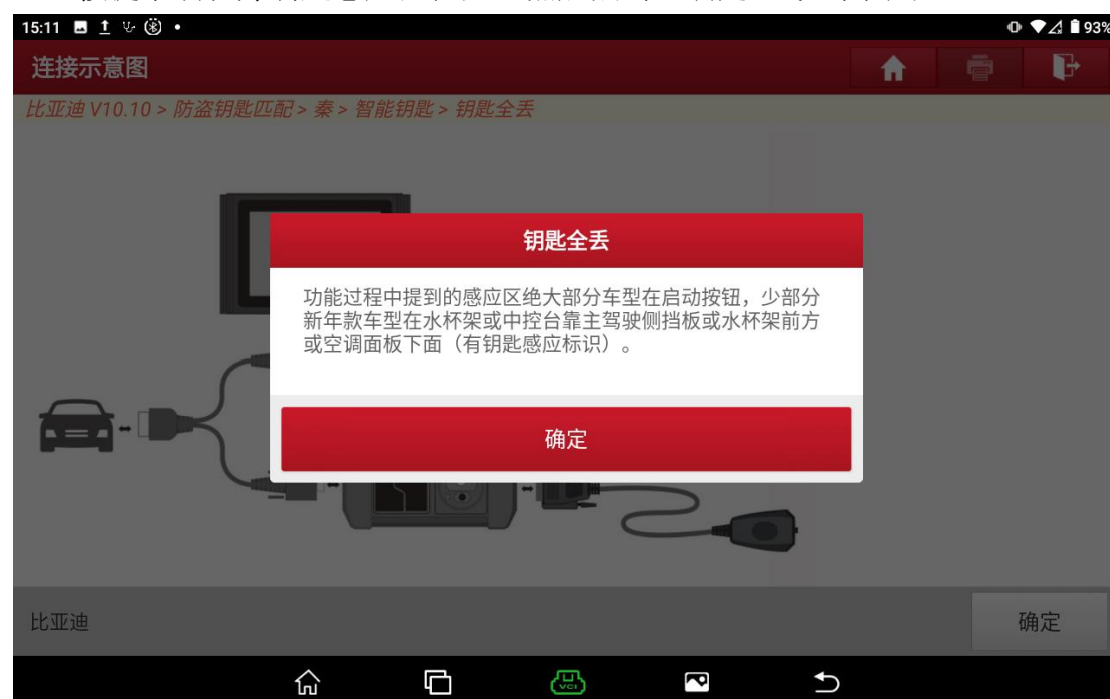 15:11
93%
连接示意图
比亚迪 V10.10 > 防盗钥匙匹配 > 秦 > 智能钥匙 > 钥匙全丢
钥匙全丢
功能过程中提到的感应区绝大部分车型在启动按钮，少部分
新年款车型在水杯架或中控台靠主驾驶侧挡板或水杯架前方
或空调面板下面（有钥匙感应标识）。
确定
比亚迪
确定
VCI